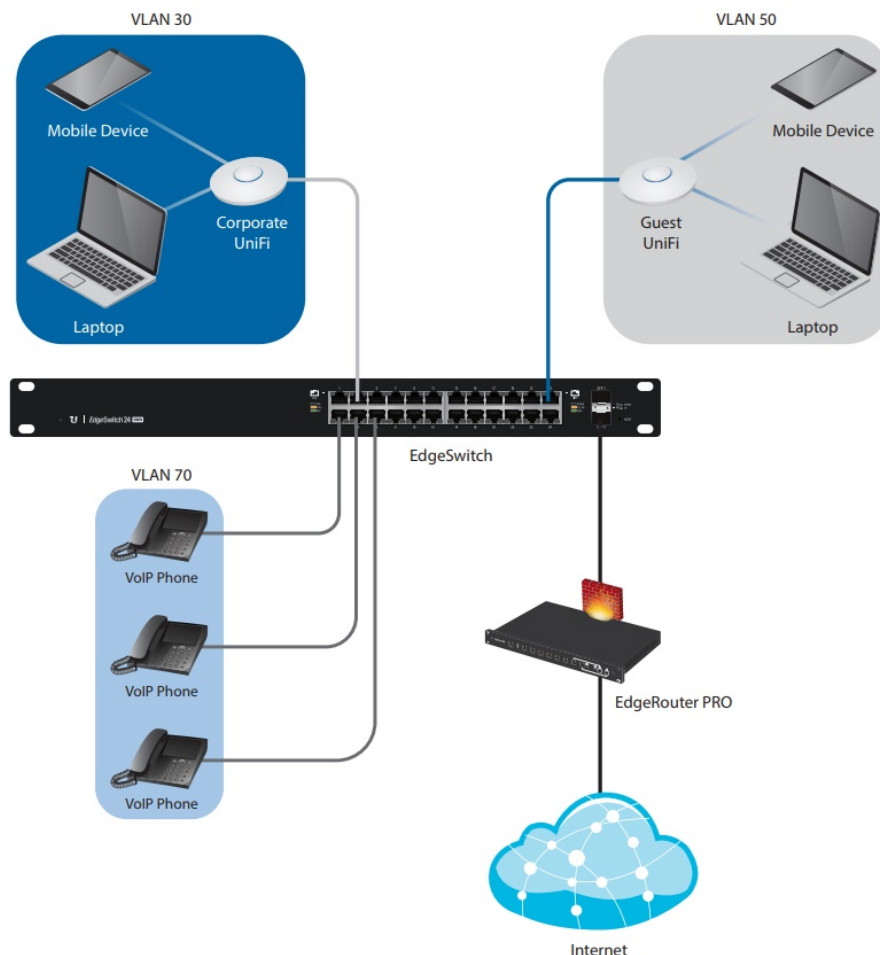 VLAN 30
VLAN 50
Mobile Device
Mobile Device
Corporate
UniFi
Guest
UniFi
Laptop
Laptop
EdgeSwitch 24
EdgeSwitch
VLAN 70
VoIP Phone
VoIP Phone
VoIP Phone
EdgeRouter PRO
Internet